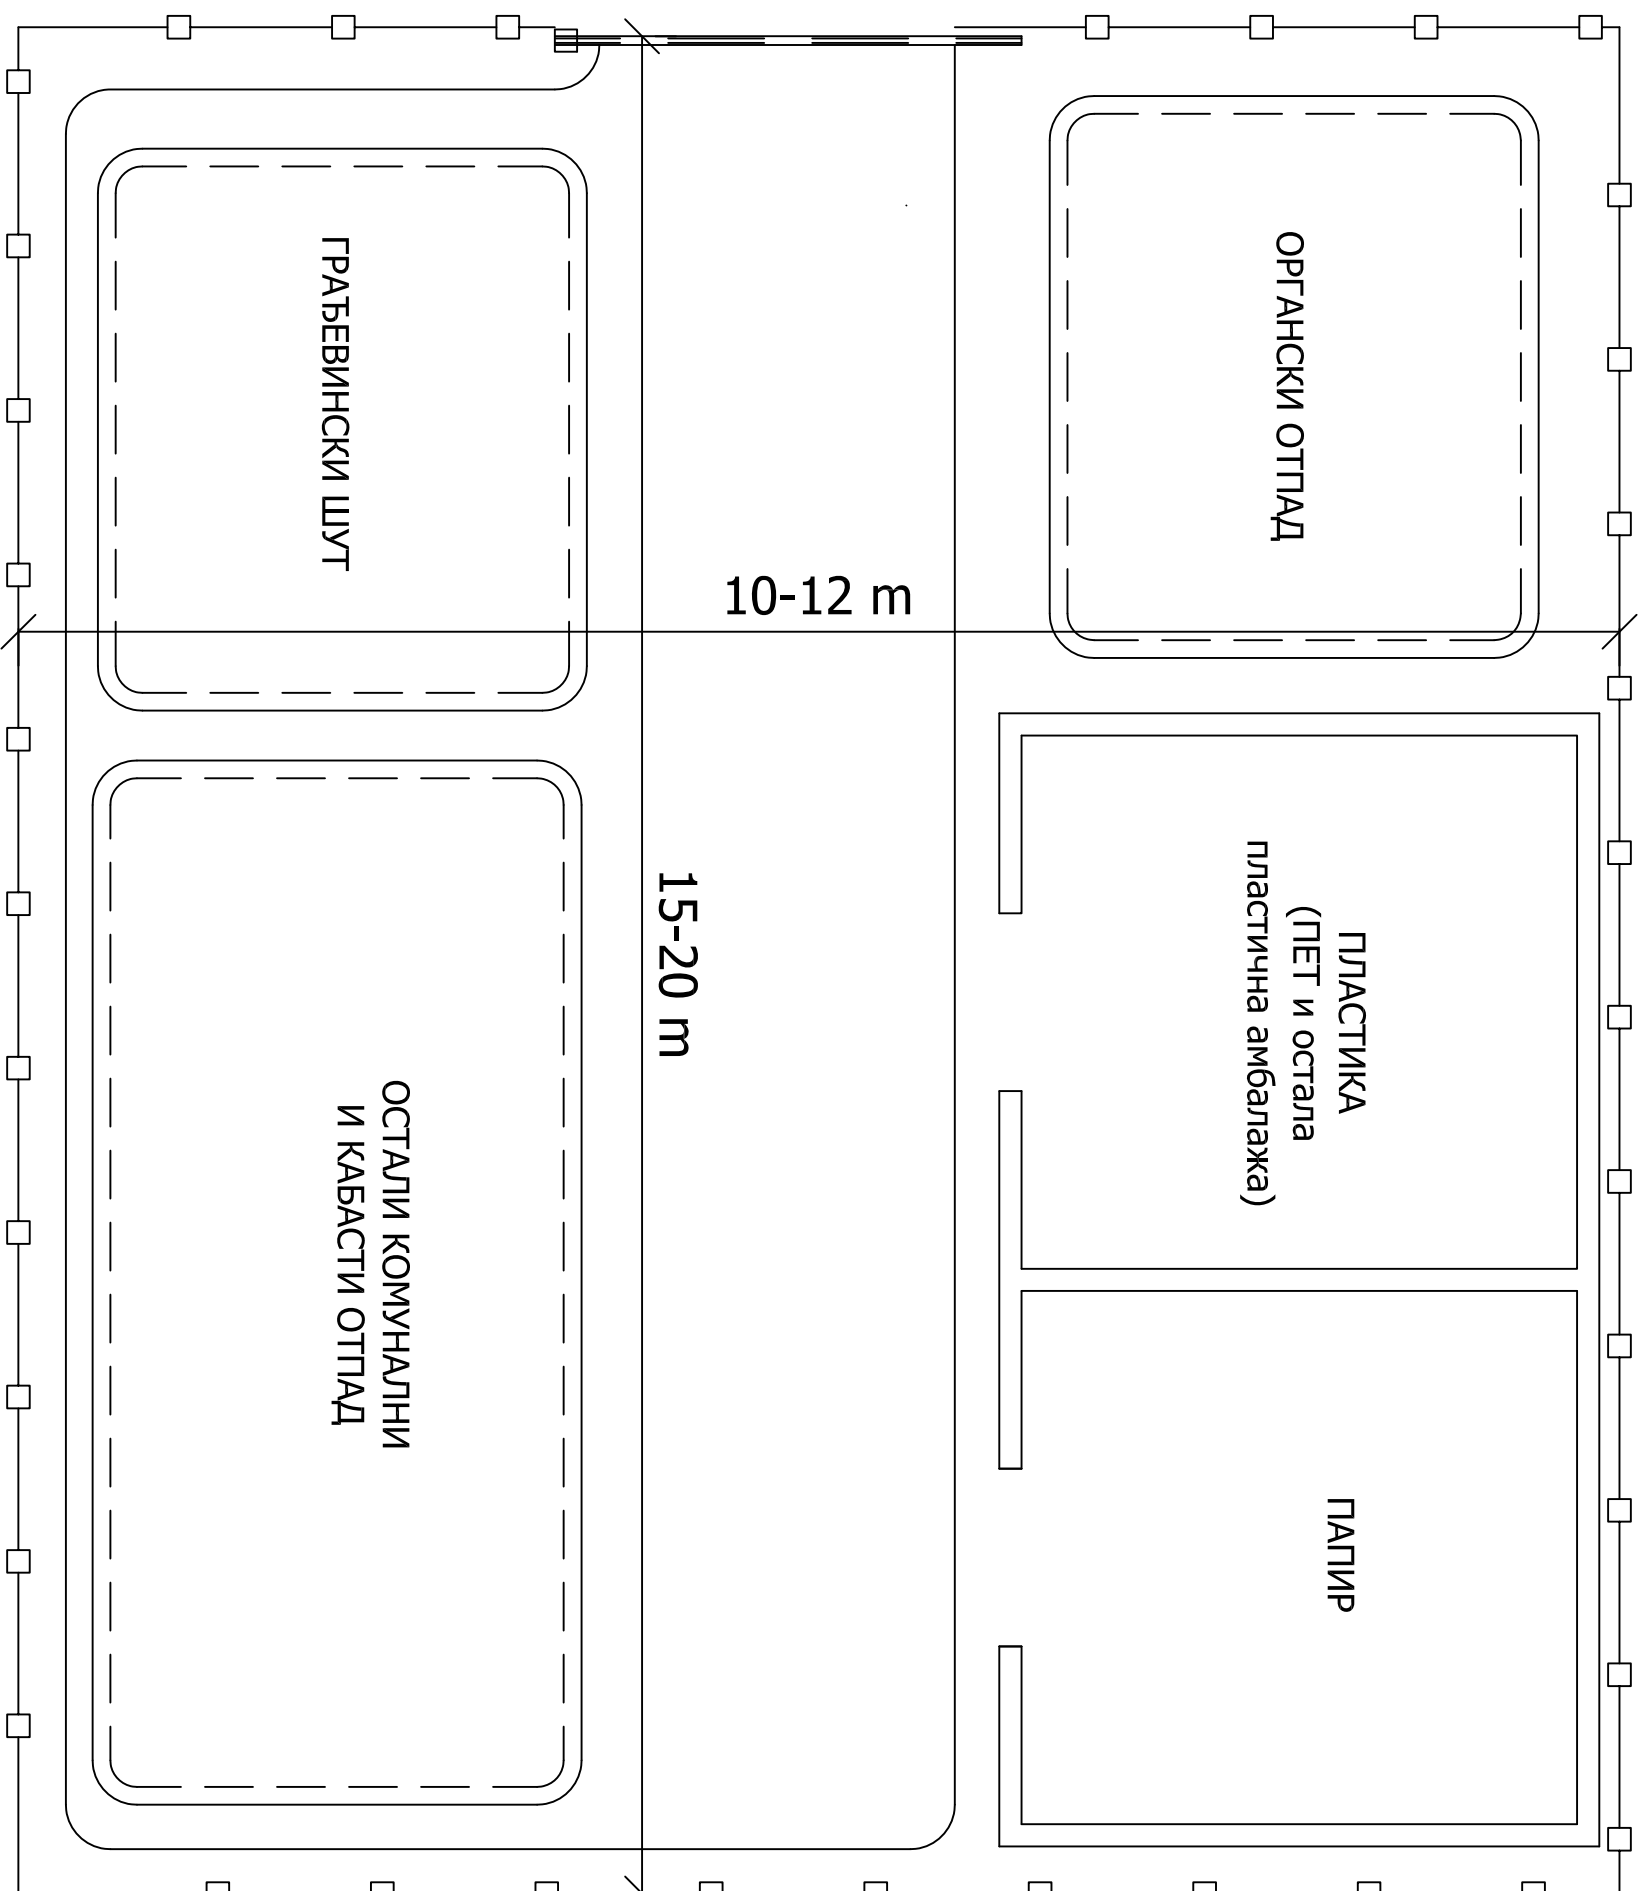 ГРАЂЕВИНСКИ ШУТ
ОРГАНСКИ ОТПАД
10-12 m
15-20 m
ПЛАСТИКА
(ПЕТ и остала
пластична амбалажа)
ОСТАЛИ КОМУНАЛНИ
И КАБАСТИ ОТПАД
ПАПИР